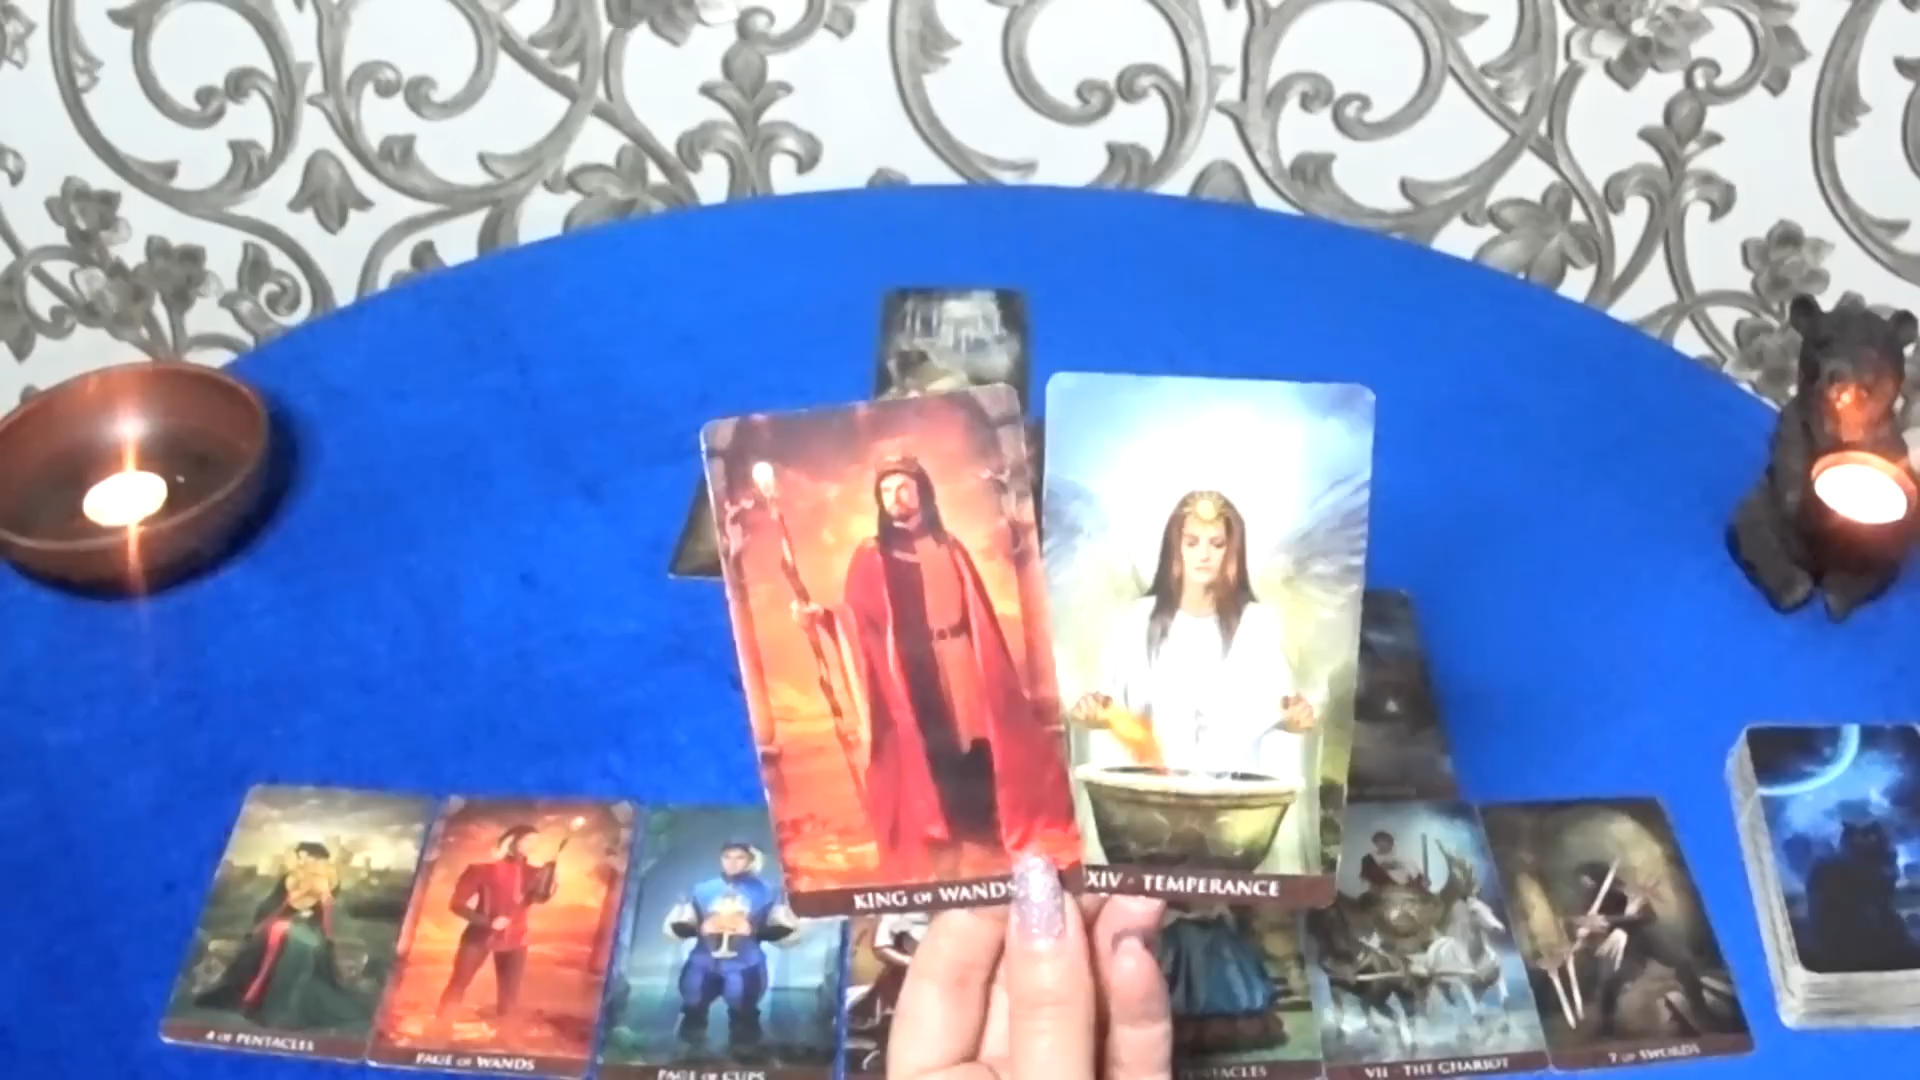 KING OF WANDS
XIV · TEMPERANCE
4 OF PENTACLES
PAGE OF WANDS
PAGE OF CUPS
PENTACLES
VII · THE CHARIOT
7 OF SWORDS